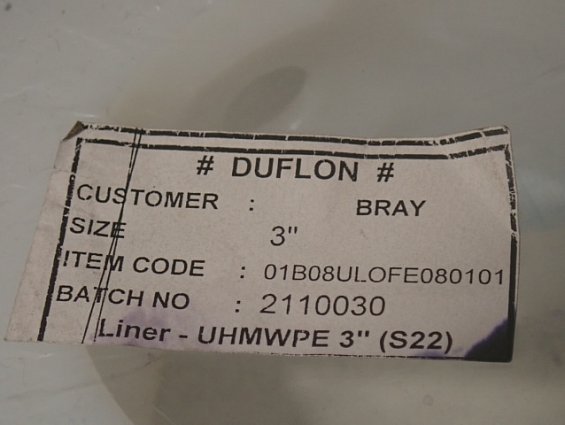 # DUFLON #
CUSTOMER : BRAY
SIZE 3"
ITEM CODE : 01B08ULOFE080101
BATCH NO : 2110030
Liner - UHMWPE 3" (S22)